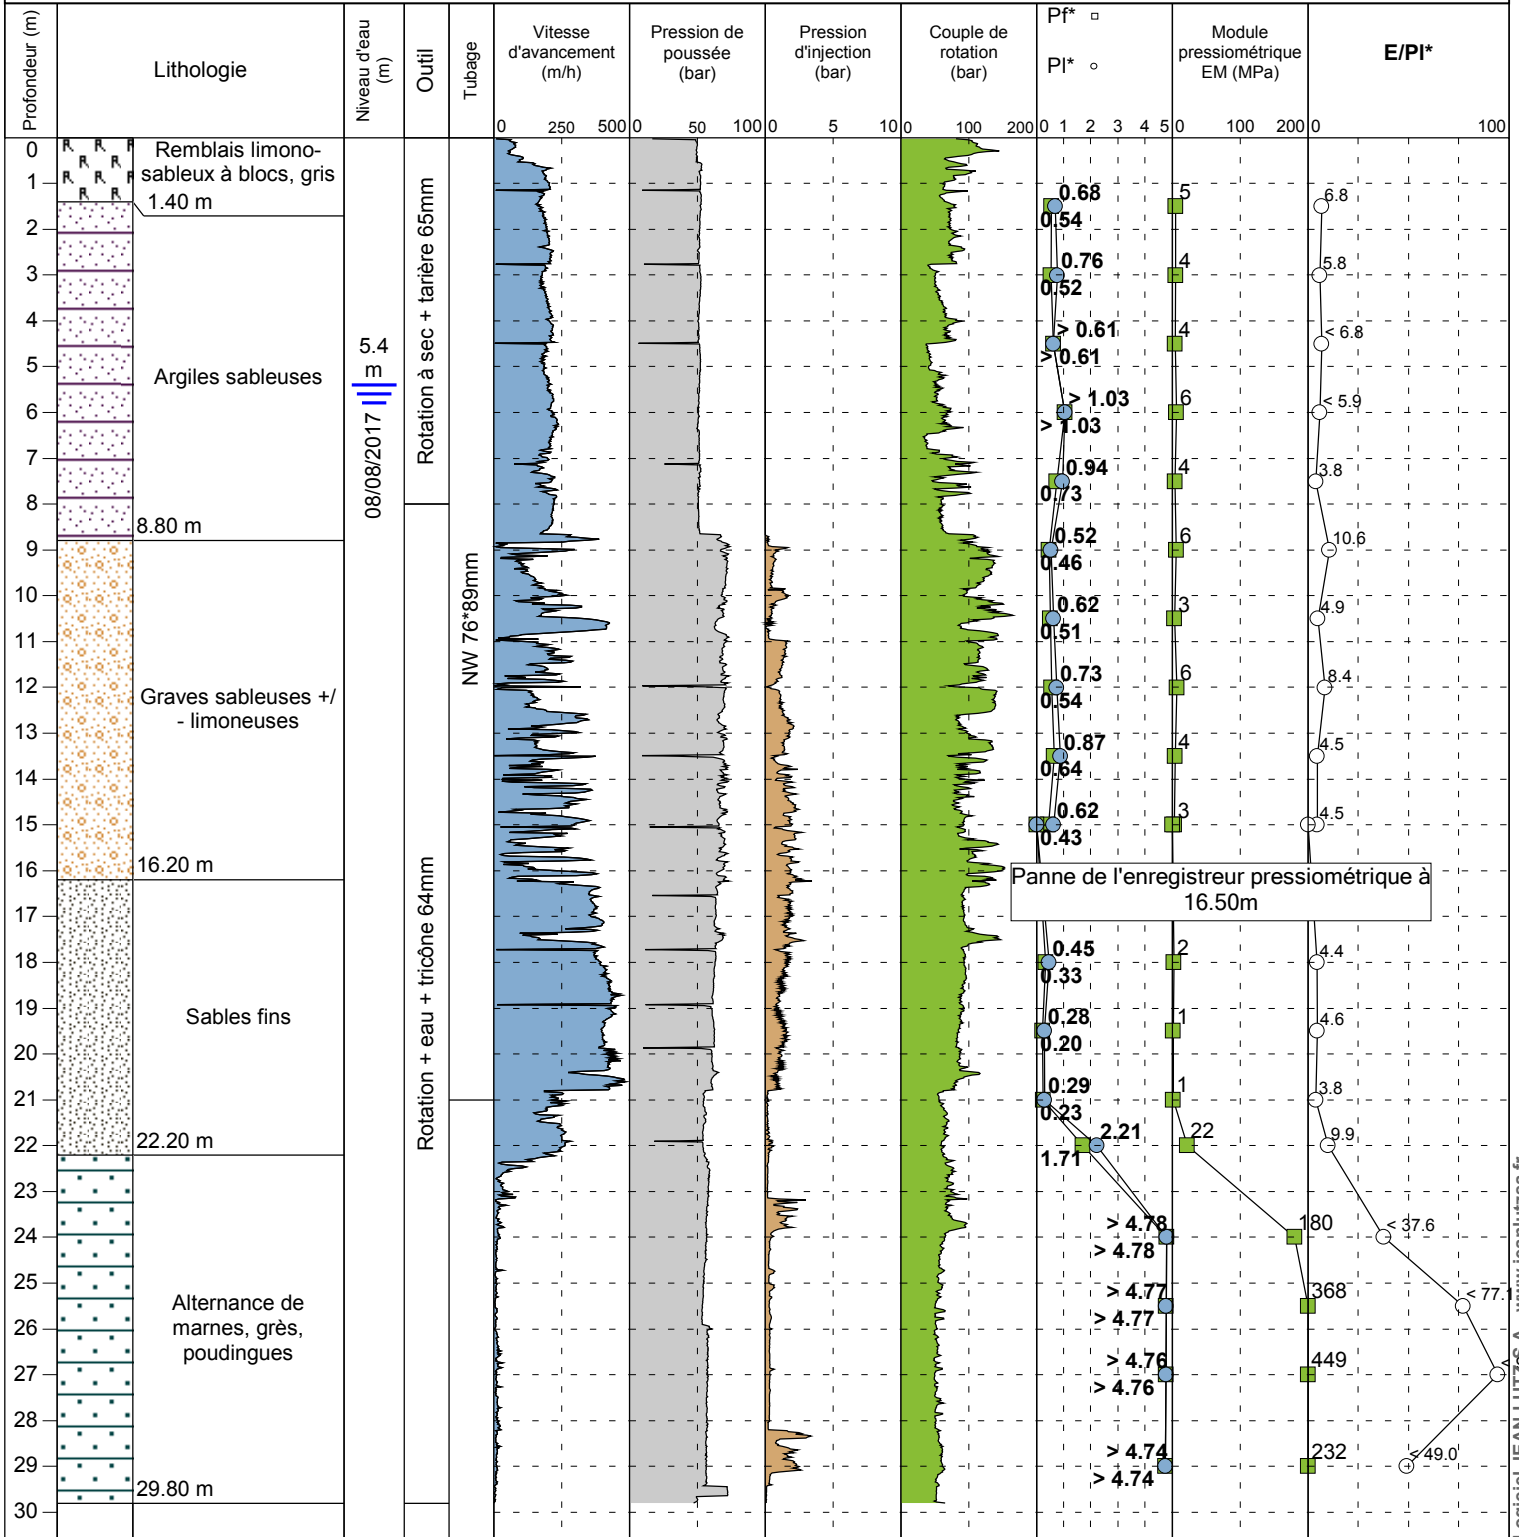 Profondeur (m)
Lithologie
Niveau d'eau
(m)
Outil
Tubage
Vitesse
d'avancement
(m/h)
Pression de
poussée
(bar)
Pression
d'injection
(bar)
Couple de
rotation
(bar)
Pf*
Pl*
Module
pressiométrique
EM (MPa)
E/Pl*
0 250 500
0 50 100
0 5 10
0 100 200
0 1 2 3 4 5
0 100 200
0 100
0
1
2
3
4
5
6
7
8
9
10
11
12
13
14
15
16
17
18
19
20
21
22
23
24
25
26
27
28
29
30
Remblais limono-
sableux à blocs, gris
1.40 m
Argiles sableuses
8.80 m
Graves sableuses +/
- limoneuses
16.20 m
Sables fins
22.20 m
Alternance de
marnes, grès,
poudingues
29.80 m
5.4
m
08/08/2017
Rotation à sec + tarière 65mm
Rotation + eau + tricône 64mm
NW 76*89mm
0.68 5 6.8
0.54
0.76 4 5.8
0.52
> 0.61 4 < 6.8
> 0.61
> 1.03 6 < 5.9
> 1.03
0.94 4 3.8
0.73
0.52 6 10.6
0.46
0.62 3 4.9
0.51
0.73 6 8.4
0.54
0.87 4 4.5
0.64
0.62 3 4.5
0.43
Panne de l'enregistreur pressiométrique à
16.50m
0.45 2 4.4
0.33
0.28 1 4.6
0.20
0.29 1 3.8
0.23
2.21 22 9.9
1.71
> 4.78 180 < 37.6
> 4.78
> 4.77 368 < 77.1
> 4.77
> 4.76 449 <
> 4.76
> 4.74 232 < 49.0
> 4.74
Logiciel JEAN LUTZ S.A - www.jeanlutzsa.fr